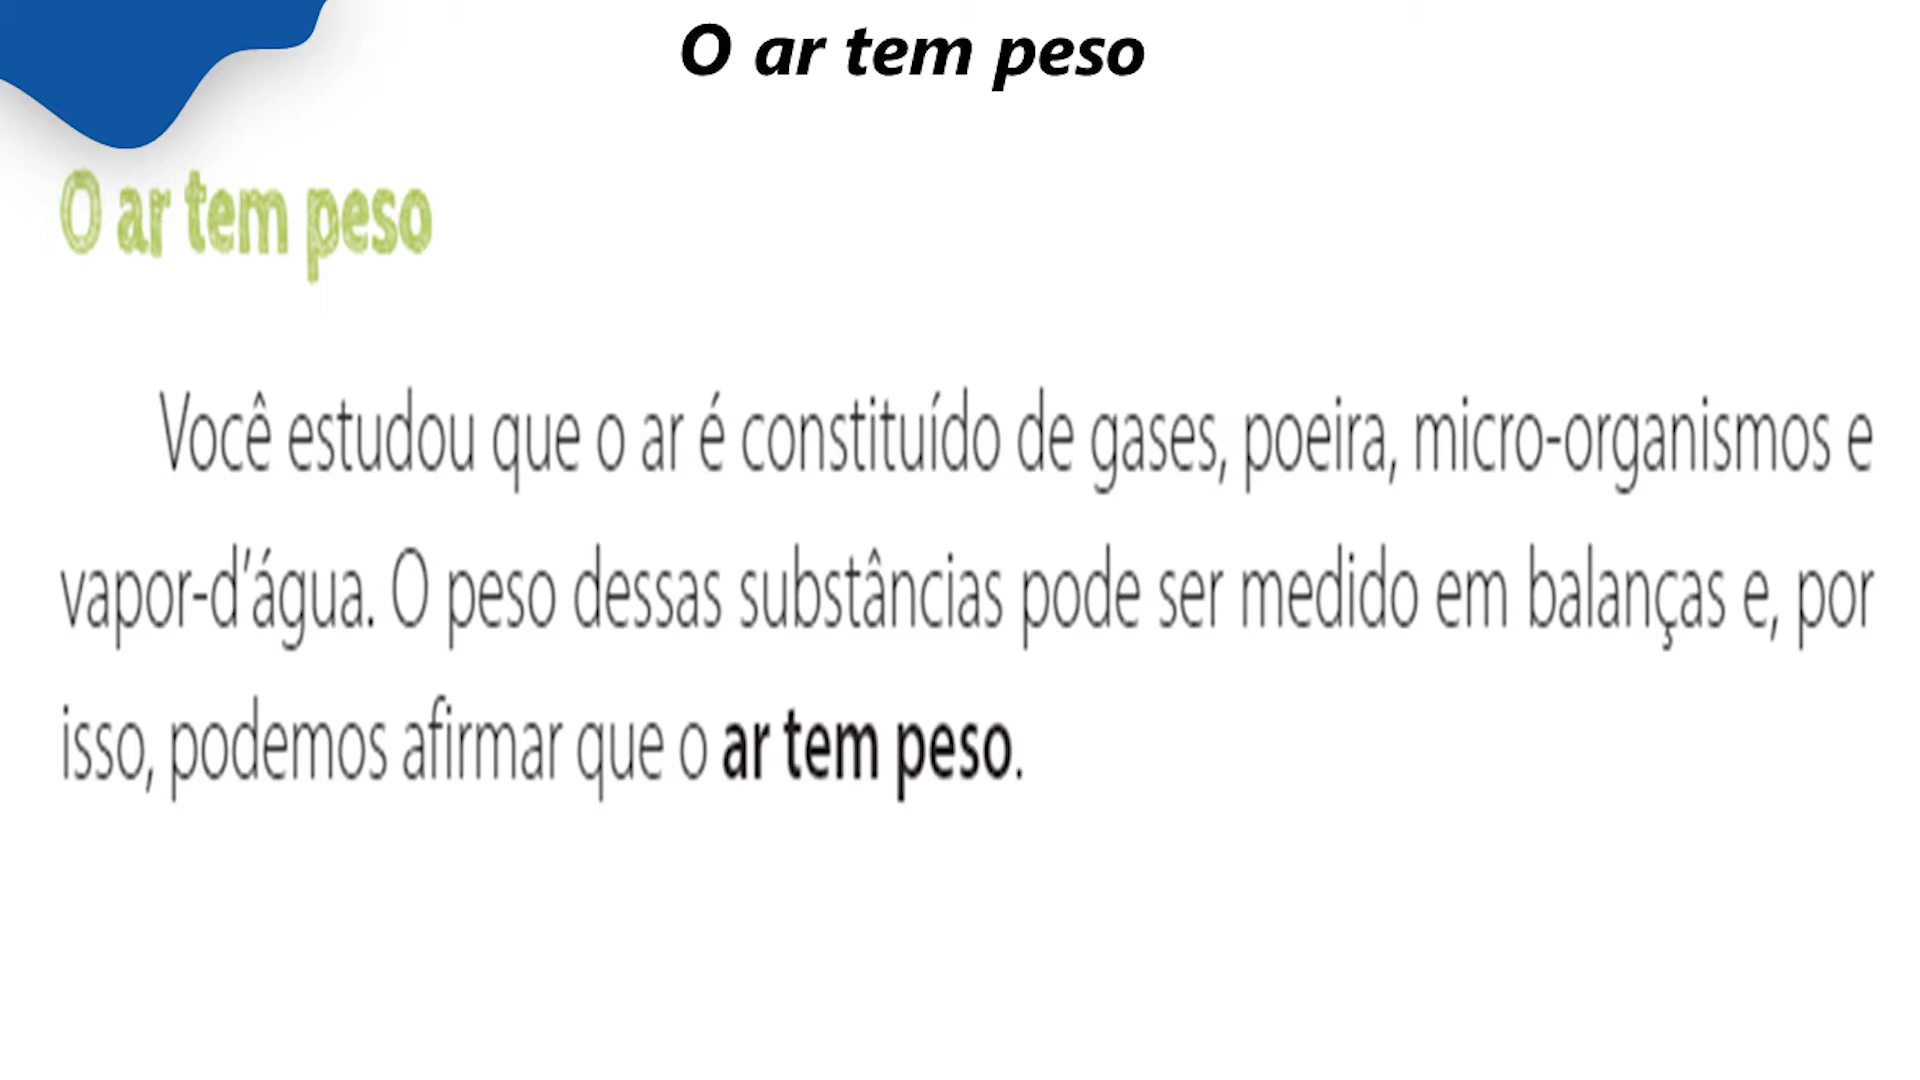 O ar tem peso
O ar tem peso
Você estudou que o ar é constituído de gases, poeira, micro-organismos e
vapor-d’água. O peso dessas substâncias pode ser medido em balanças e, por
isso, podemos afirmar que o ar tem peso.